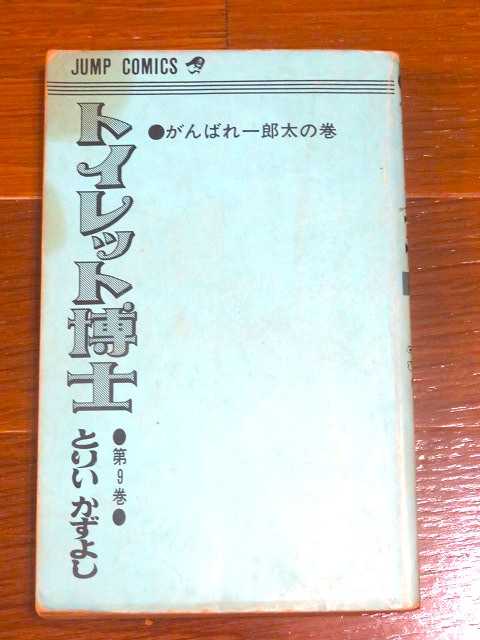 JUMP COMICS
●がんばれ一郎太の巻
トイレット博士
●第9巻●
とりいかずよし